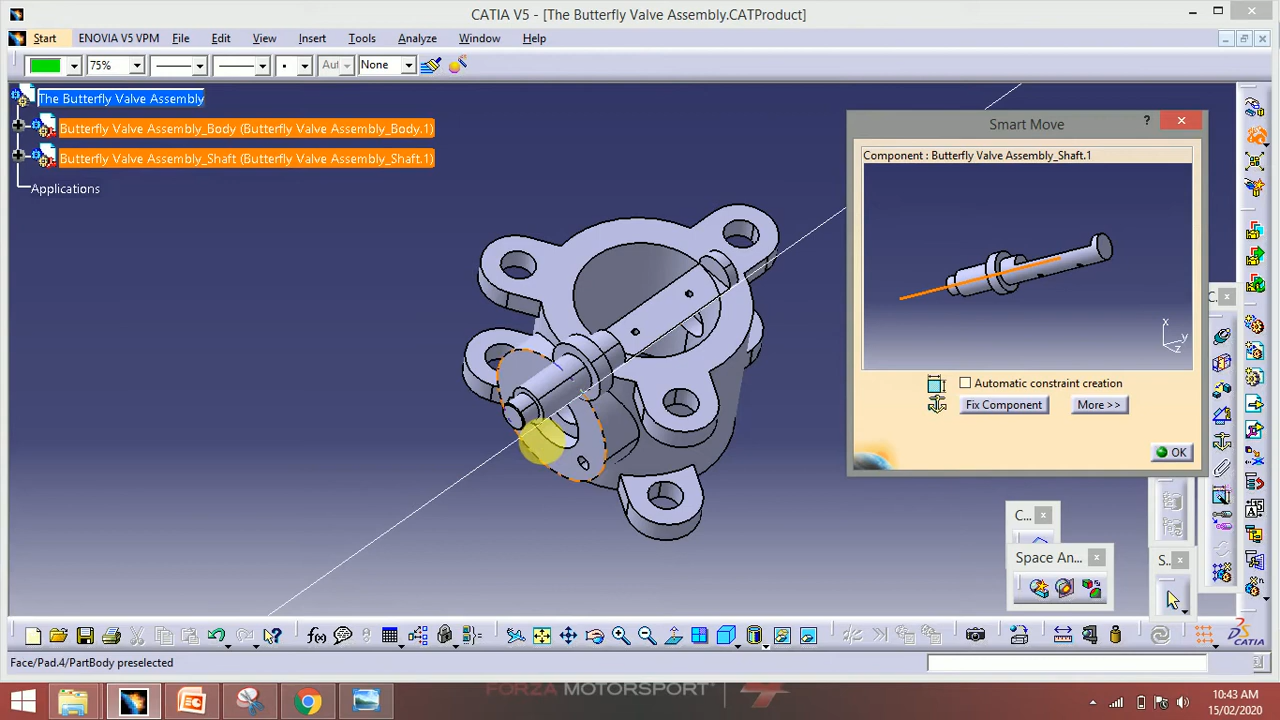 CATIA V5 - [The Butterfly Valve Assembly.CATProduct]
Start ENOVIA V5 VPM File Edit View Insert Tools Analyze Window Help
75% Aut None
The Butterfly Valve Assembly
Butterfly Valve Assembly_Body (Butterfly Valve Assembly_Body.1)
Butterfly Valve Assembly_Shaft (Butterfly Valve Assembly_Shaft.1)
Applications
Smart Move
?
Component : Butterfly Valve Assembly_Shaft.1
x
y
z
Automatic constraint creation
Fix Component More >>
OK
C...
C...
Space An...
S...
f(x)
CATIA
Face/Pad.4/PartBody preselected
FORZA MOTORSPORT
10:43 AM
15/02/2020